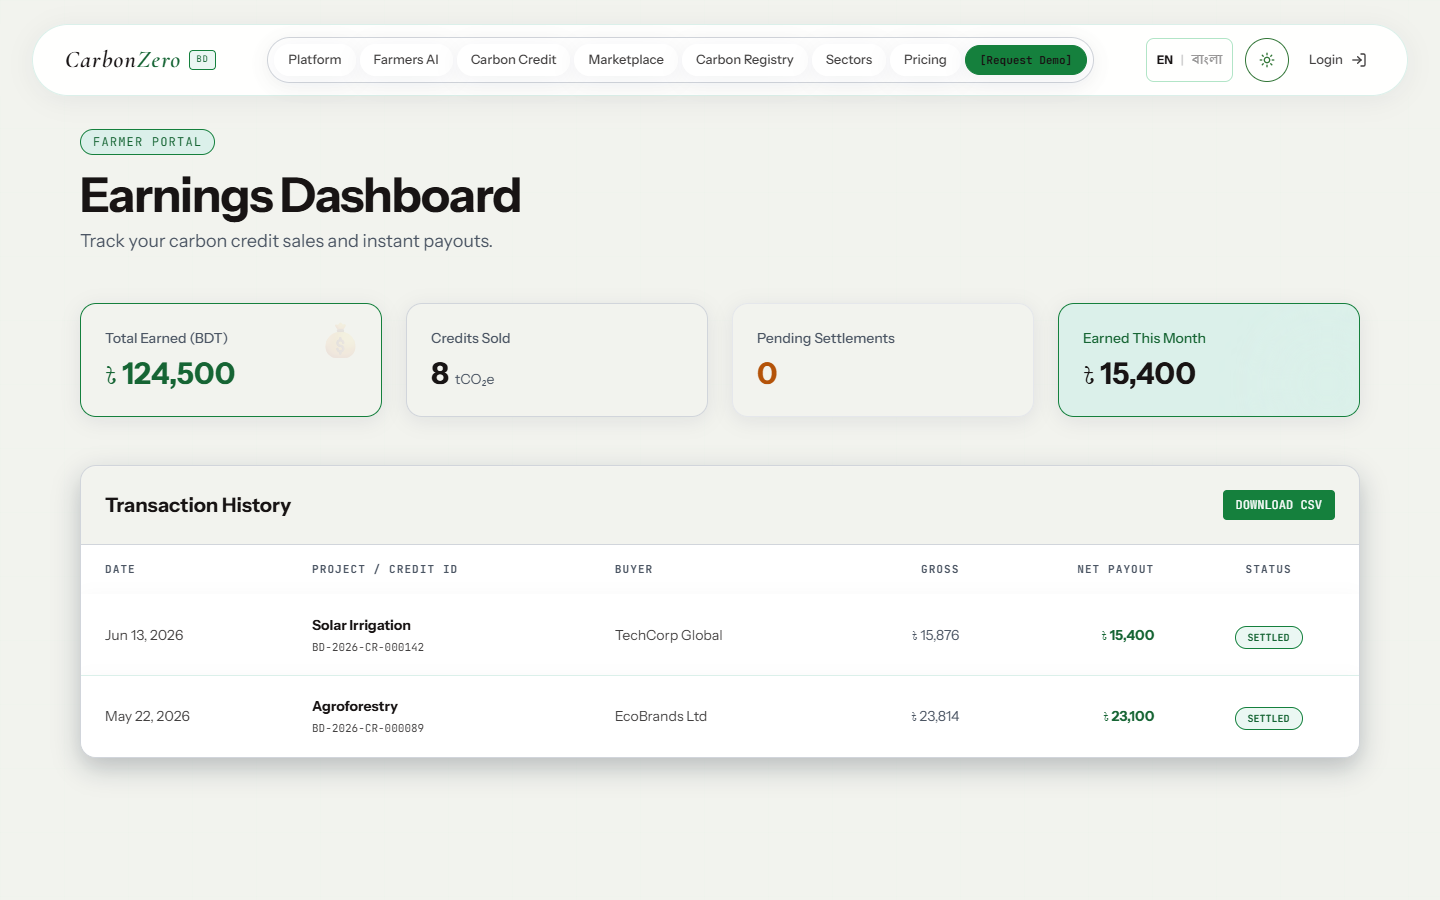 CarbonZero BD
Platform Farmers AI Carbon Credit Marketplace Carbon Registry Sectors Pricing [Request Demo]
EN | বাংলা
Login
FARMER PORTAL
Earnings Dashboard
Track your carbon credit sales and instant payouts.
Total Earned (BDT)
৳ 124,500
Credits Sold
8 tCO₂e
Pending Settlements
0
Earned This Month
৳ 15,400
Transaction History
DOWNLOAD CSV
DATE PROJECT / CREDIT ID BUYER GROSS NET PAYOUT STATUS
Jun 13, 2026 Solar Irrigation TechCorp Global ৳ 15,876 ৳ 15,400 SETTLED
BD-2026-CR-000142
May 22, 2026 Agroforestry EcoBrands Ltd ৳ 23,814 ৳ 23,100 SETTLED
BD-2026-CR-000089